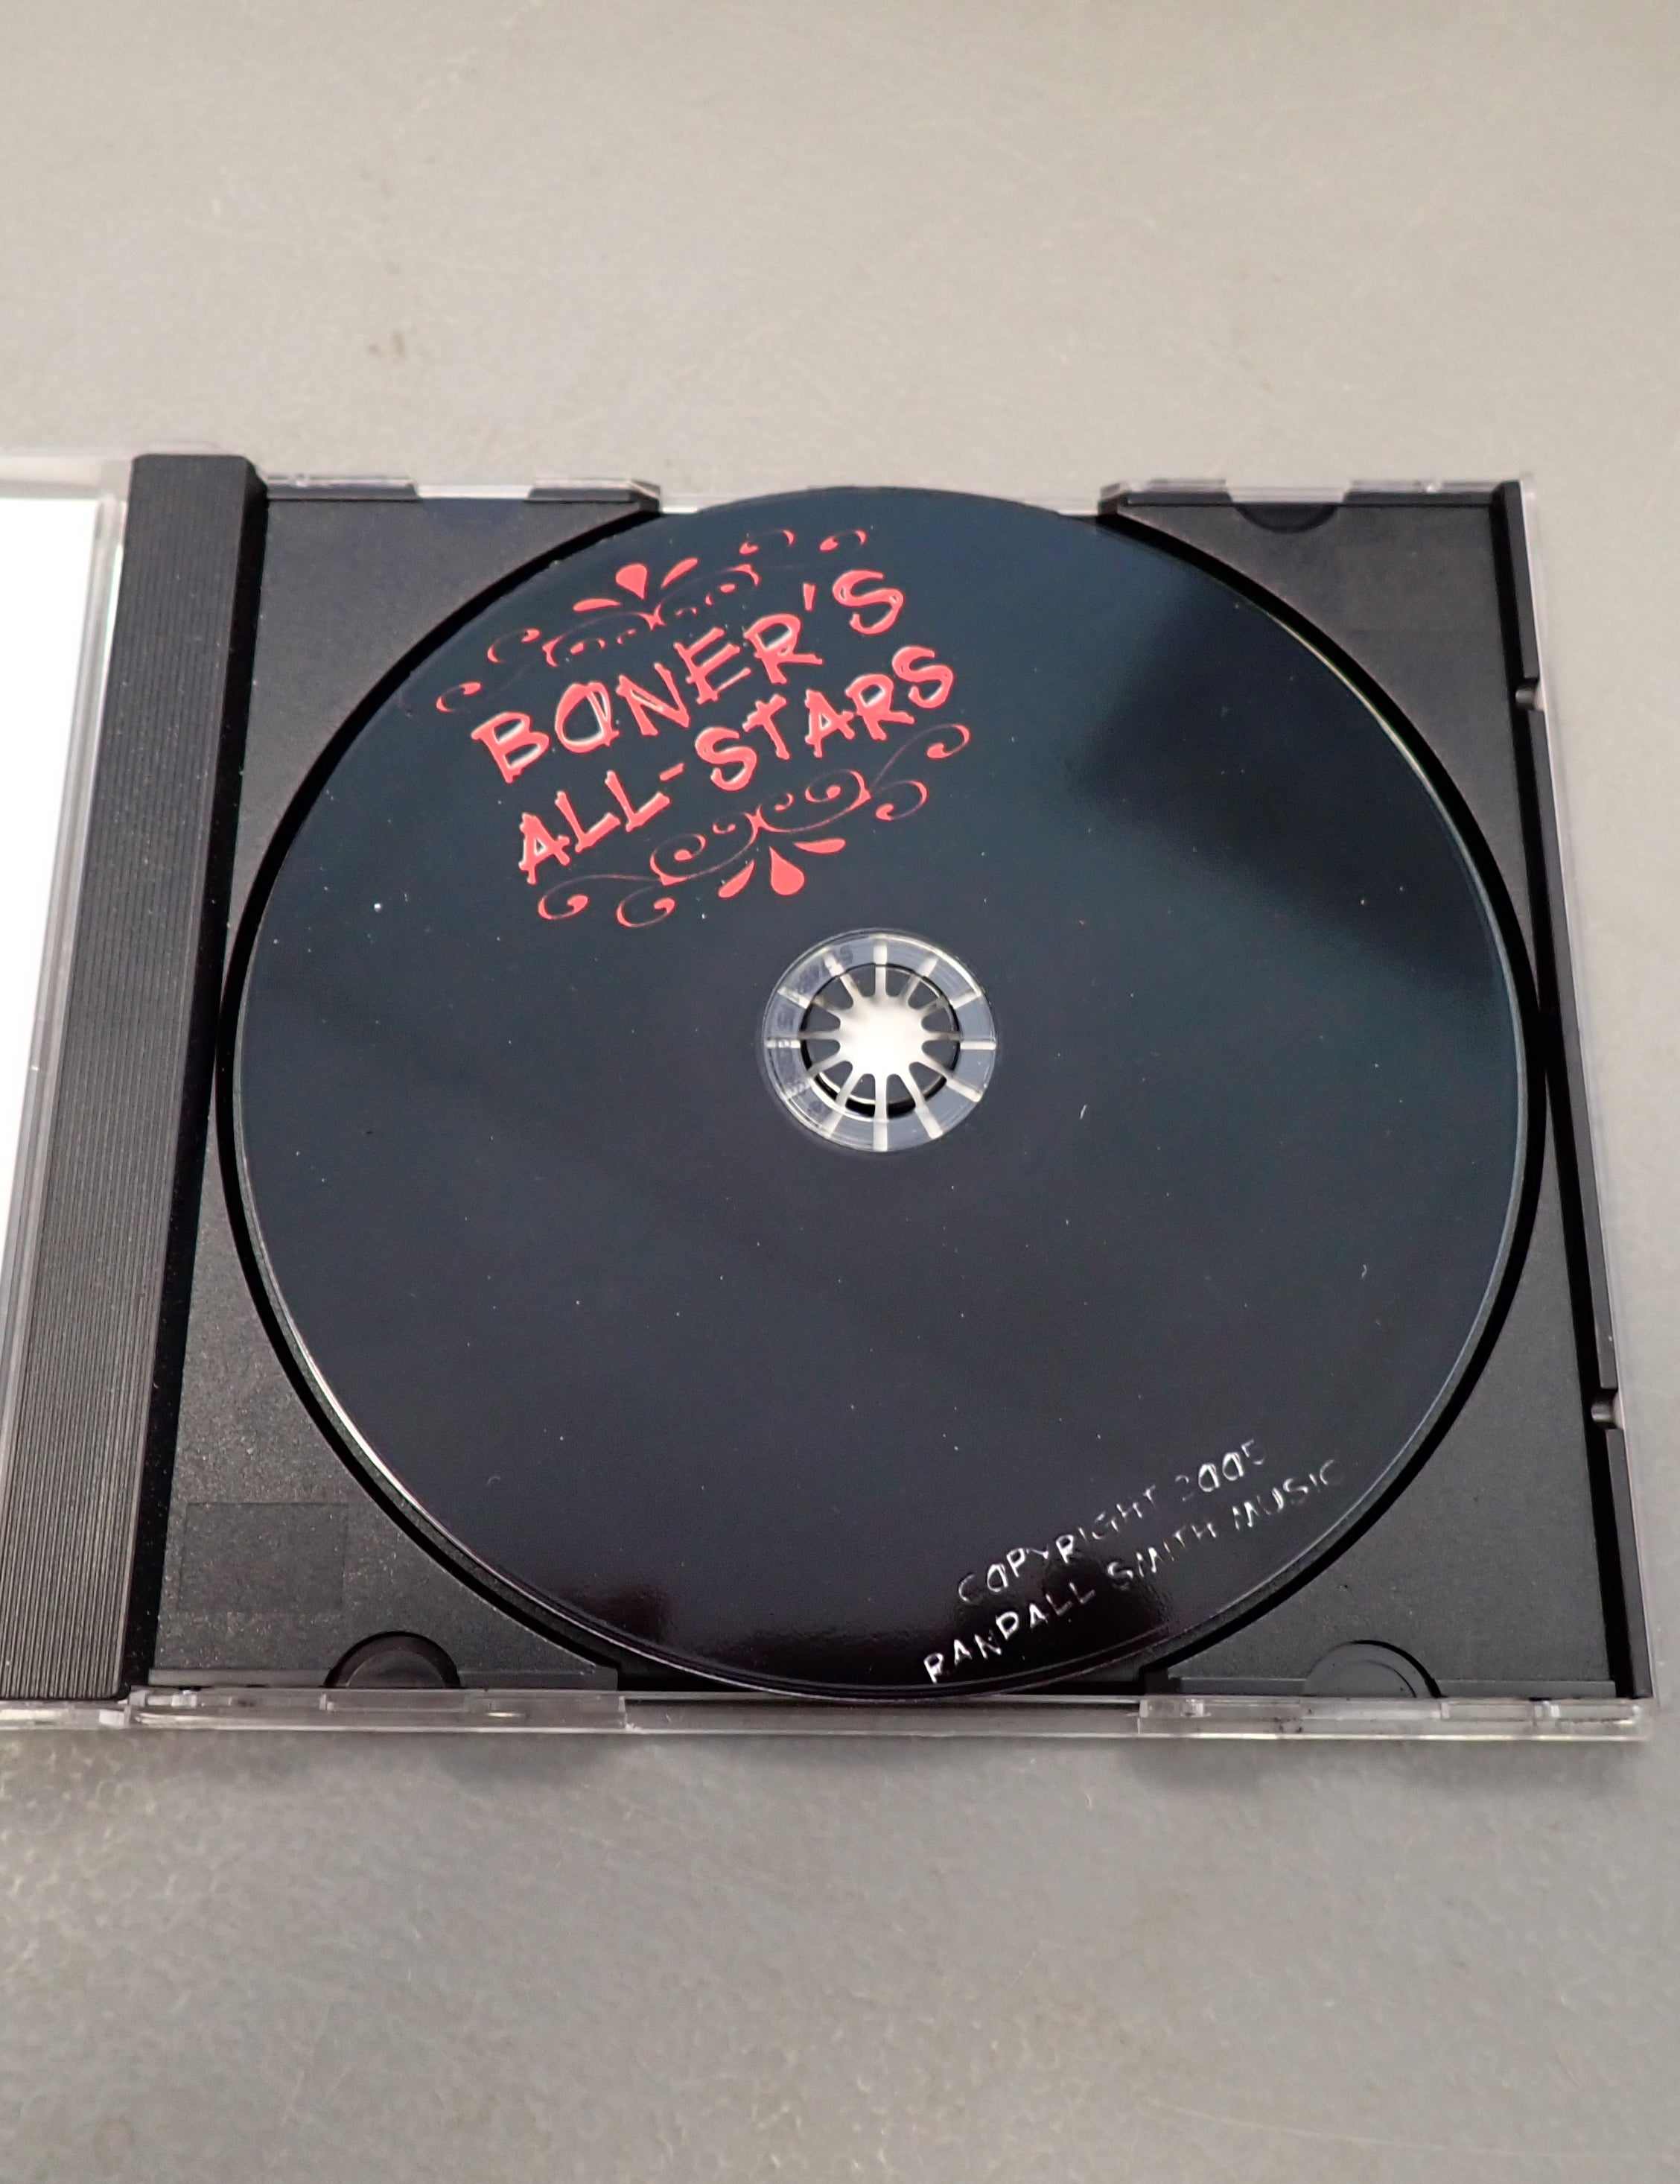 BONER'S
ALL-STARS
COPYRIGHT 2005
RANDALL SMITH MUSIC